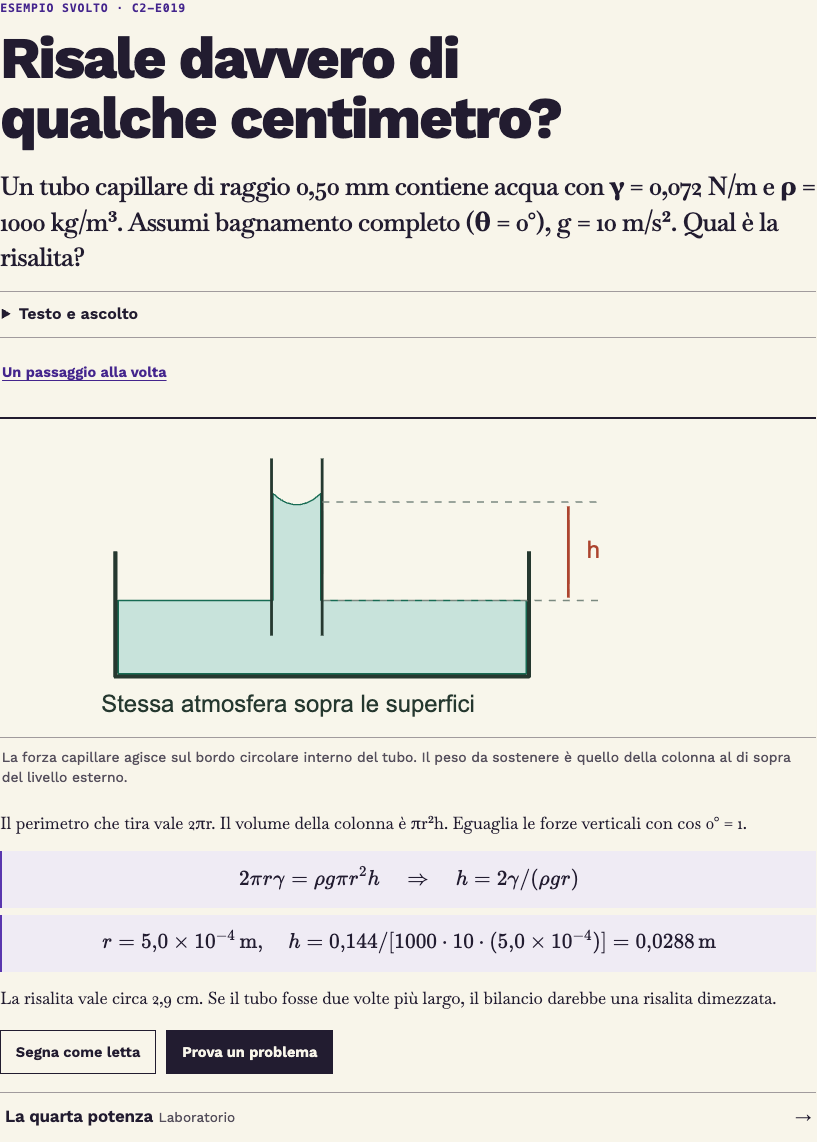 ESEMPIO SVOLTO · C2–E019
Risale davvero di
qualche centimetro?
Un tubo capillare di raggio 0,50 mm contiene acqua con γ = 0,072 N/m e ρ =
1000 kg/m³. Assumi bagnamento completo (θ = 0°), g = 10 m/s². Qual è la
risalita?
▶ Testo e ascolto
Un passaggio alla volta
h
Stessa atmosfera sopra le superfici
La forza capillare agisce sul bordo circolare interno del tubo. Il peso da sostenere è quello della colonna al di sopra
del livello esterno.
Il perimetro che tira vale 2πr. Il volume della colonna è πr²h. Eguaglia le forze verticali con cos 0° = 1.
2πrγ = ρgπr²h ⇒ h = 2γ/(ρgr)
r = 5,0 × 10⁻⁴ m, h = 0,144/[1000 · 10 · (5,0 × 10⁻⁴)] = 0,0288 m
La risalita vale circa 2,9 cm. Se il tubo fosse due volte più largo, il bilancio darebbe una risalita dimezzata.
Segna come letta Prova un problema
La quarta potenza Laboratorio →